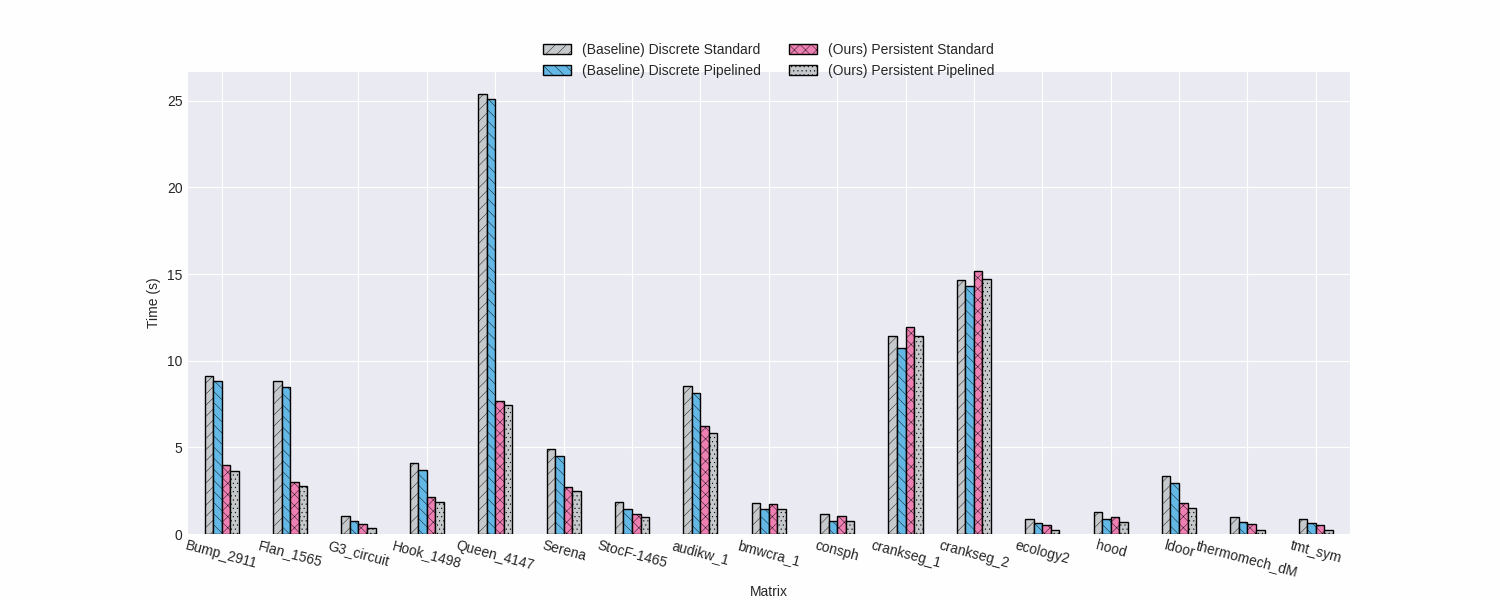 (Baseline) Discrete Standard
(Baseline) Discrete Pipelined
(Ours) Persistent Standard
(Ours) Persistent Pipelined
25
20
15
10
5
0
Time (s)
Bump_2911
Flan_1565
G3_circuit
Hook_1498
Queen_4147
Serena
StocF-1465
audikw_1
bmwcra_1
consph
crankseg_1
crankseg_2
ecology2
hood
ldoor
thermomech_dM
tmt_sym
Matrix